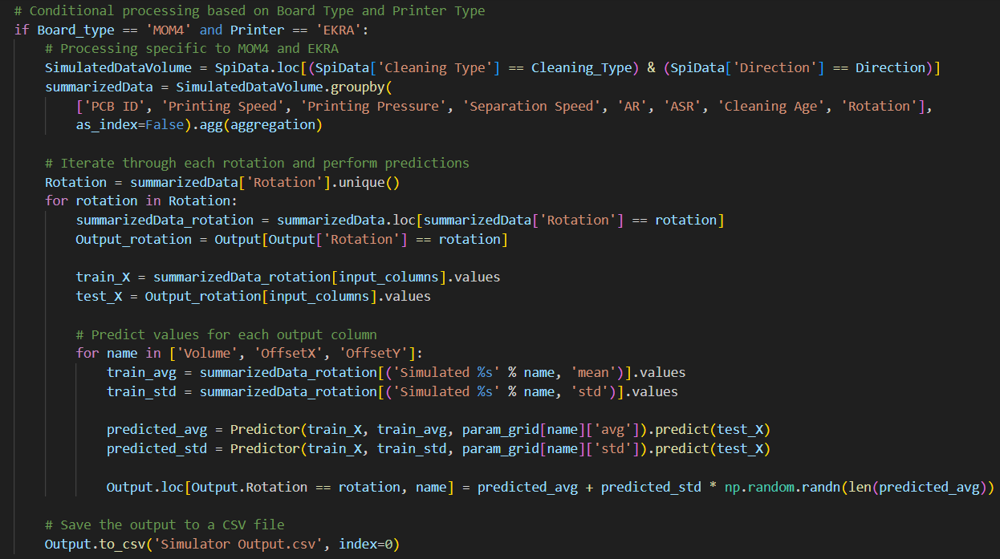 # Conditional processing based on Board Type and Printer Type
if Board_type == 'MOM4' and Printer == 'EKRA':
    # Processing specific to MOM4 and EKRA
    SimulatedDataVolume = SpiData.loc[(SpiData['Cleaning Type'] == Cleaning_Type) & (SpiData['Direction'] == Direction)]
    summarizedData = SimulatedDataVolume.groupby(
        ['PCB ID', 'Printing Speed', 'Printing Pressure', 'Separation Speed', 'AR', 'ASR', 'Cleaning Age', 'Rotation'],
        as_index=False).agg(aggregation)

    # Iterate through each rotation and perform predictions
    Rotation = summarizedData['Rotation'].unique()
    for rotation in Rotation:
        summarizedData_rotation = summarizedData.loc[summarizedData['Rotation'] == rotation]
        Output_rotation = Output[Output['Rotation'] == rotation]

        train_X = summarizedData_rotation[input_columns].values
        test_X = Output_rotation[input_columns].values

        # Predict values for each output column
        for name in ['Volume', 'OffsetX', 'OffsetY']:
            train_avg = summarizedData_rotation[('Simulated %s' % name, 'mean')].values
            train_std = summarizedData_rotation[('Simulated %s' % name, 'std')].values

            predicted_avg = Predictor(train_X, train_avg, param_grid[name]['avg']).predict(test_X)
            predicted_std = Predictor(train_X, train_std, param_grid[name]['std']).predict(test_X)

            Output.loc[Output.Rotation == rotation, name] = predicted_avg + predicted_std * np.random.randn(len(predicted_avg))

    # Save the output to a CSV file
    Output.to_csv('Simulator Output.csv', index=0)